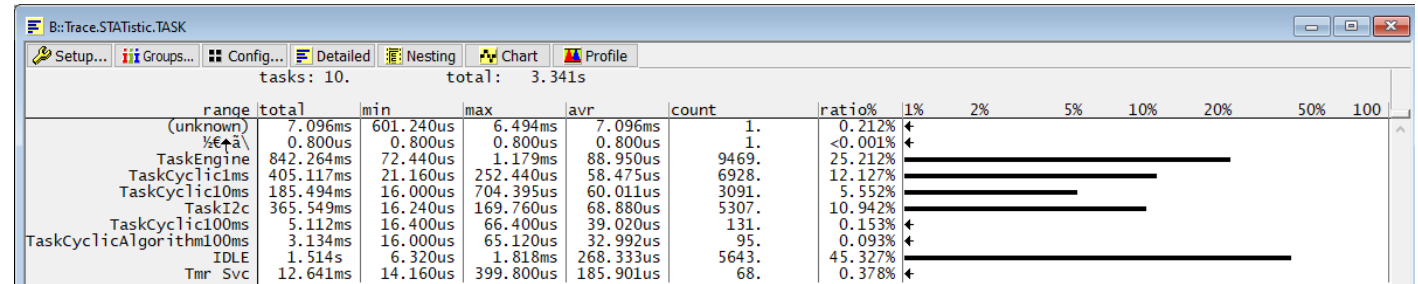 B::Trace.STATistic.TASK
Setup... Groups... Config... Detailed Nesting Chart Profile
tasks: 10. total: 3.341s
range total min max avr count ratio% 1% 2% 5% 10% 20% 50% 100
(unknown) 7.096ms 601.240us 6.494ms 7.096ms 1. 0.212%
½€↑ã\ 0.800us 0.800us 0.800us 0.800us 1. <0.001%
TaskEngine 842.264ms 72.440us 1.179ms 88.950us 9469. 25.212%
TaskCyclic1ms 405.117ms 21.160us 252.440us 58.475us 6928. 12.127%
TaskCyclic10ms 185.494ms 16.000us 704.395us 60.011us 3091. 5.552%
TaskI2c 365.549ms 16.240us 169.760us 68.880us 5307. 10.942%
TaskCyclic100ms 5.112ms 16.400us 66.400us 39.020us 131. 0.153%
TaskCyclicAlgorithm100ms 3.134ms 16.000us 65.120us 32.992us 95. 0.093%
IDLE 1.514s 6.320us 1.818ms 268.333us 5643. 45.327%
Tmr Svc 12.641ms 14.160us 399.800us 185.901us 68. 0.378%